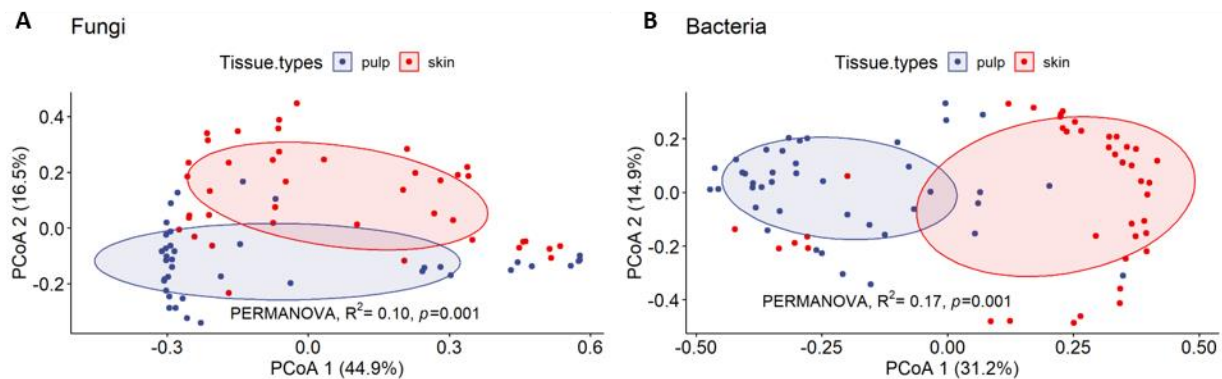 A Fungi
Tissue.types pulp skin
0.4
0.2
0.0
-0.2
PCoA 2 (16.5%)
PERMANOVA, R²= 0.10, p=0.001
-0.3 0.0 0.3 0.6
PCoA 1 (44.9%)
B Bacteria
Tissue.types pulp skin
0.2
0.0
-0.2
-0.4
PCoA 2 (14.9%)
PERMANOVA, R²= 0.17, p=0.001
-0.50 -0.25 0.00 0.25 0.50
PCoA 1 (31.2%)